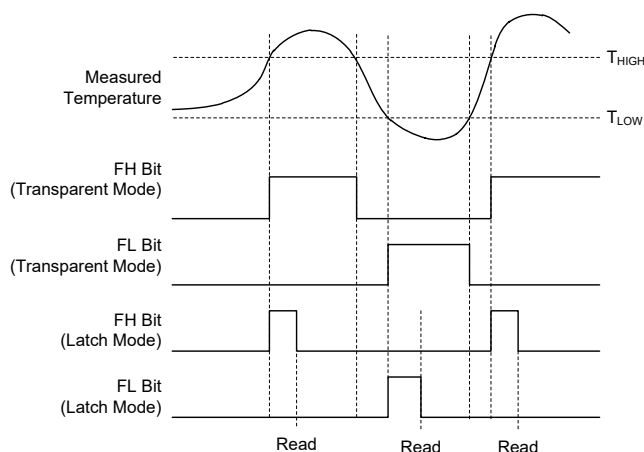 T_HIGH
Measured
Temperature
T_LOW
FH Bit
(Transparent Mode)
FL Bit
(Transparent Mode)
FH Bit
(Latch Mode)
FL Bit
(Latch Mode)
Read
Read
Read